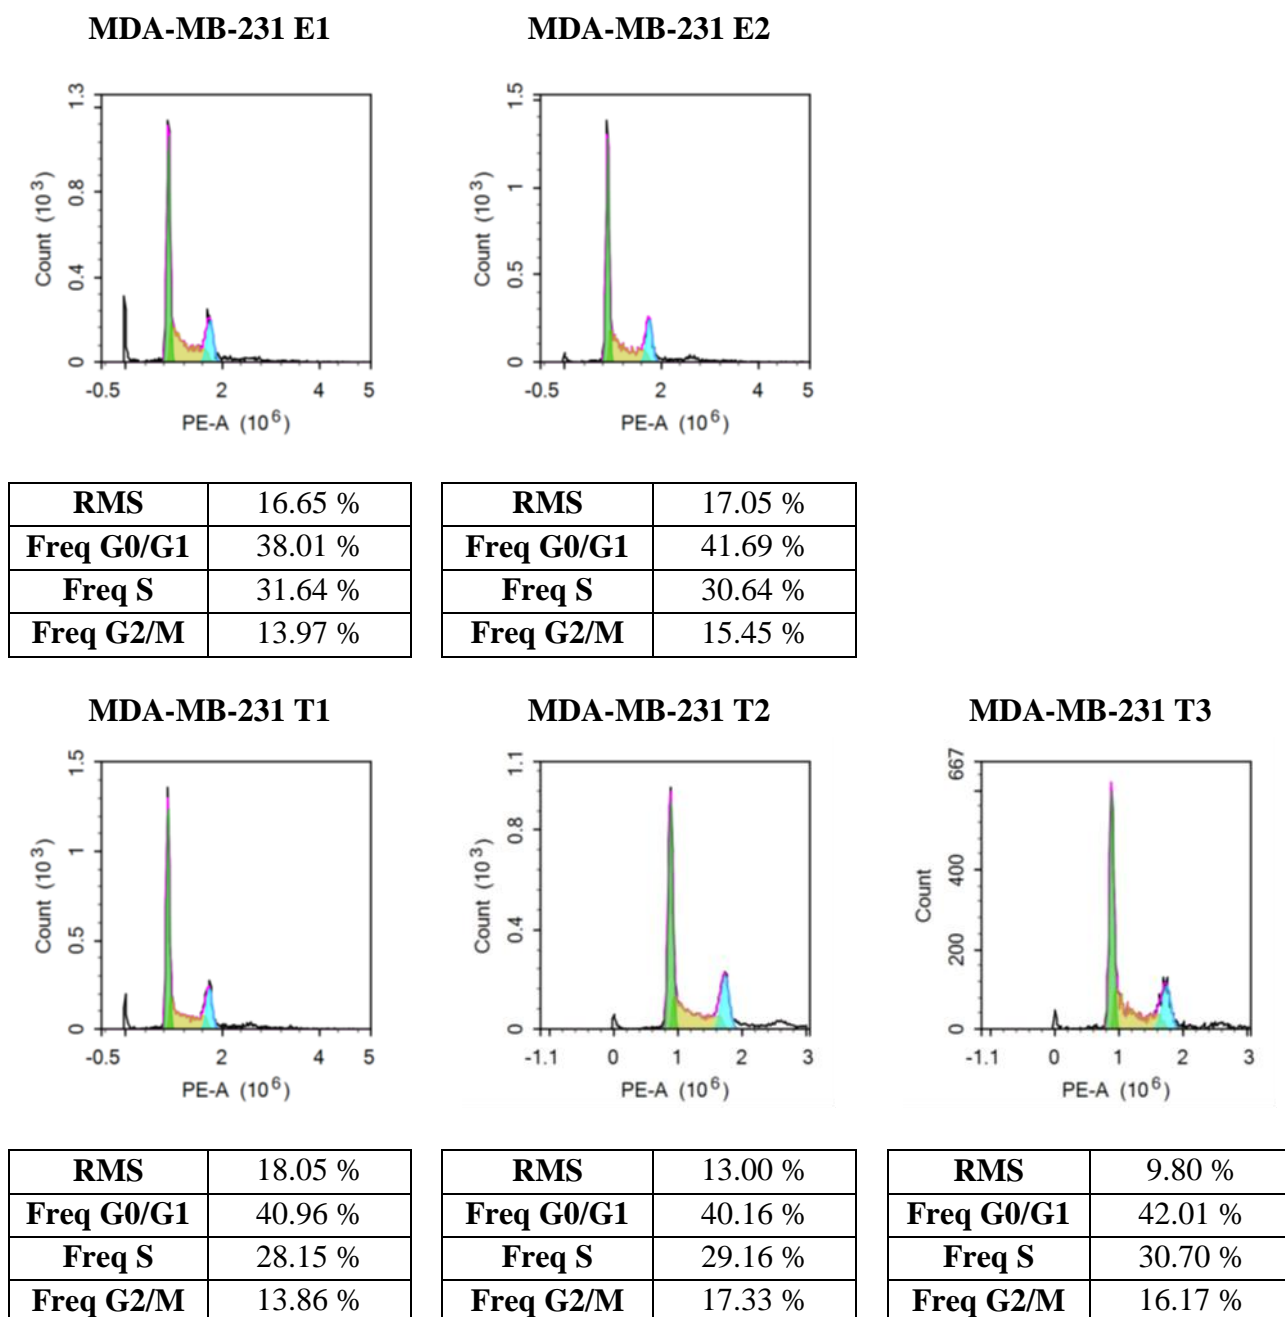 MDA-MB-231 E1 MDA-MB-231 E2
1.3
0.8
0.4
0
Count (10³)
-0.5 2 4 5
PE-A (10⁶)
1.5
1
0.5
0
Count (10³)
-0.5 2 4 5
PE-A (10⁶)
RMS 16.65 %
Freq G0/G1 38.01 %
Freq S 31.64 %
Freq G2/M 13.97 %
RMS 17.05 %
Freq G0/G1 41.69 %
Freq S 30.64 %
Freq G2/M 15.45 %
MDA-MB-231 T1 MDA-MB-231 T2 MDA-MB-231 T3
1.5
1
0.5
0
Count (10³)
-0.5 2 4 5
PE-A (10⁶)
1.1
0.8
0.4
0
Count (10³)
-1.1 0 1 2 3
PE-A (10⁶)
667
400
200
0
Count
-1.1 0 1 2 3
PE-A (10⁶)
RMS 18.05 %
Freq G0/G1 40.96 %
Freq S 28.15 %
Freq G2/M 13.86 %
RMS 13.00 %
Freq G0/G1 40.16 %
Freq S 29.16 %
Freq G2/M 17.33 %
RMS 9.80 %
Freq G0/G1 42.01 %
Freq S 30.70 %
Freq G2/M 16.17 %